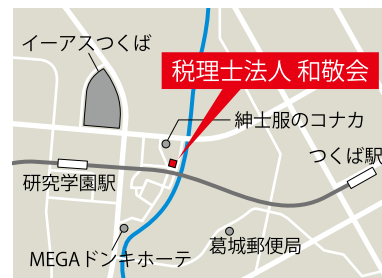 イーアスつくば
税理士法人 和敬会
紳士服のコナカ
つくば駅
研究学園駅
葛城郵便局
MEGAドンキホーテ